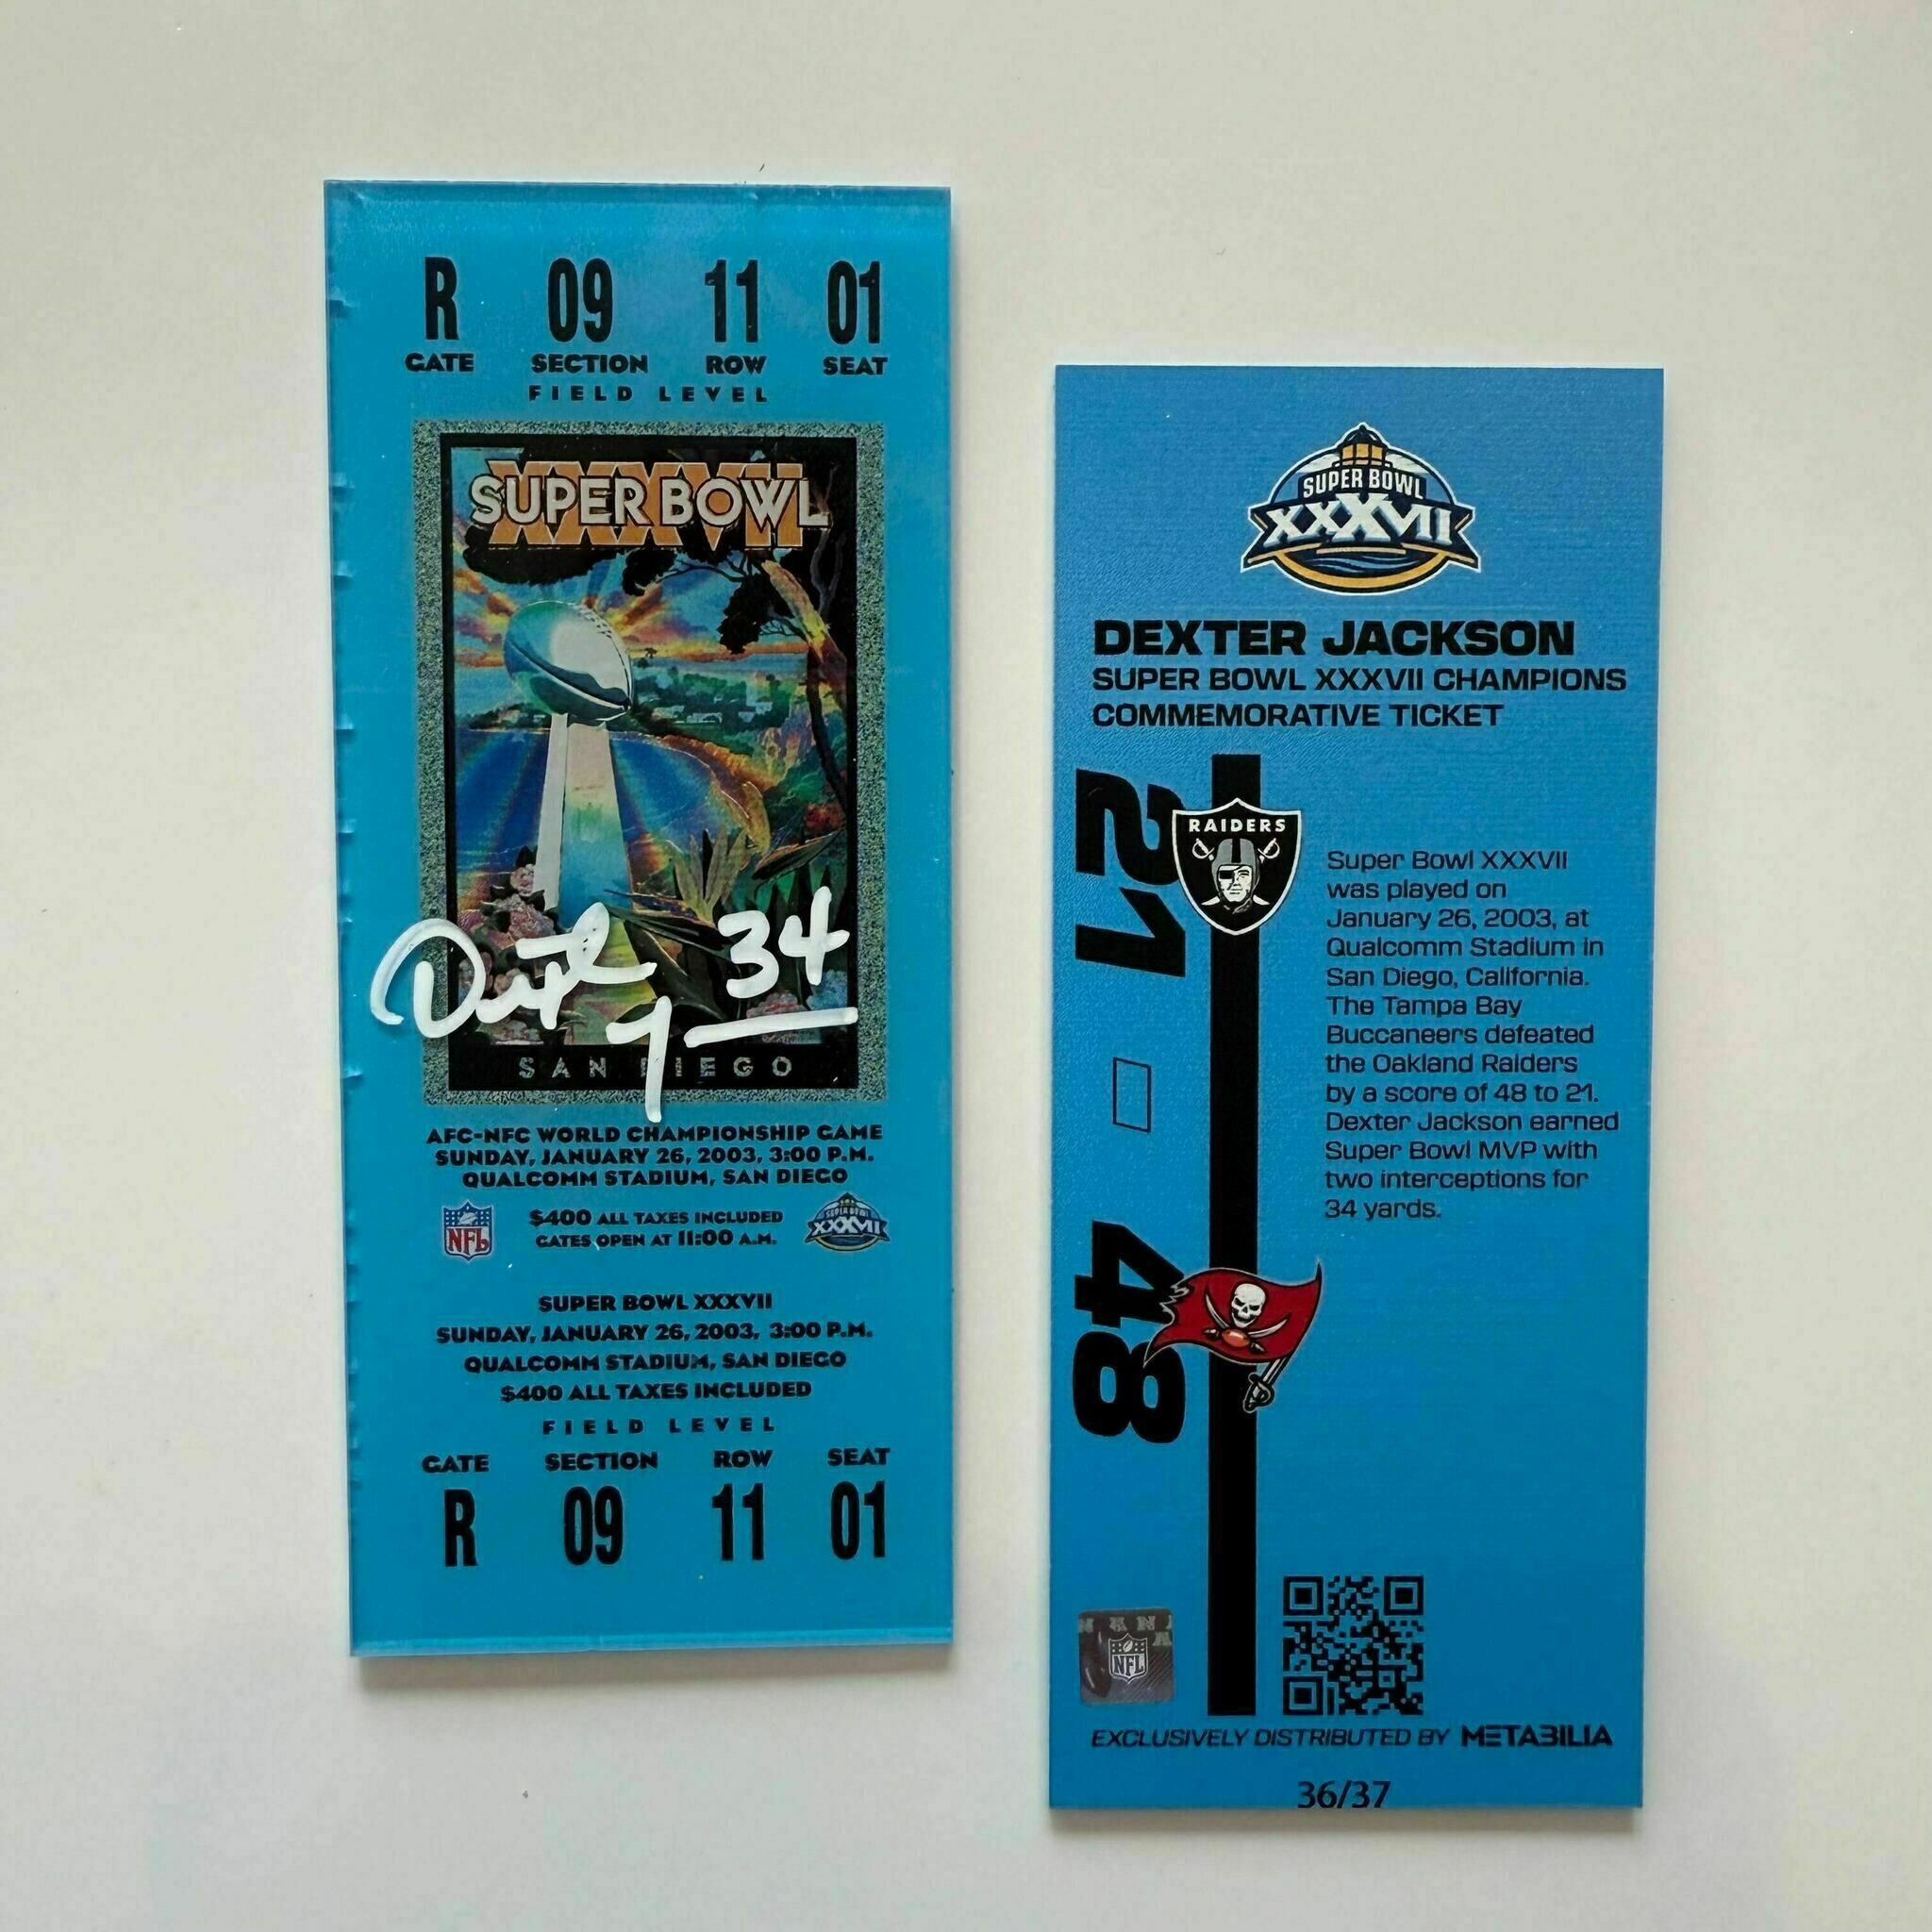 R 09 11 01
GATE SECTION ROW SEAT
FIELD LEVEL
XXXVII
SUPER BOWL
34
SAN DIEGO
AFC-NFC WORLD CHAMPIONSHIP GAME
SUNDAY, JANUARY 26, 2003, 3:00 P.M.
QUALCOMM STADIUM, SAN DIEGO
NFL
$400 ALL TAXES INCLUDED
GATES OPEN AT 11:00 A.M.
SUPER BOWL
XXXVII
SUPER BOWL XXXVII
SUNDAY, JANUARY 26, 2003, 3:00 P.M.
QUALCOMM STADIUM, SAN DIEGO
$400 ALL TAXES INCLUDED
FIELD LEVEL
GATE SECTION ROW SEAT
R 09 11 01
SUPER BOWL
XXXVII
DEXTER JACKSON
SUPER BOWL XXXVII CHAMPIONS
COMMEMORATIVE TICKET
21
RAIDERS
Super Bowl XXXVII
was played on
January 26, 2003, at
Qualcomm Stadium in
San Diego, California.
The Tampa Bay
Buccaneers defeated
the Oakland Raiders
by a score of 48 to 21.
Dexter Jackson earned
Super Bowl MVP with
two interceptions for
34 yards.
48
NFL
EXCLUSIVELY DISTRIBUTED BY METABILIA
36/37